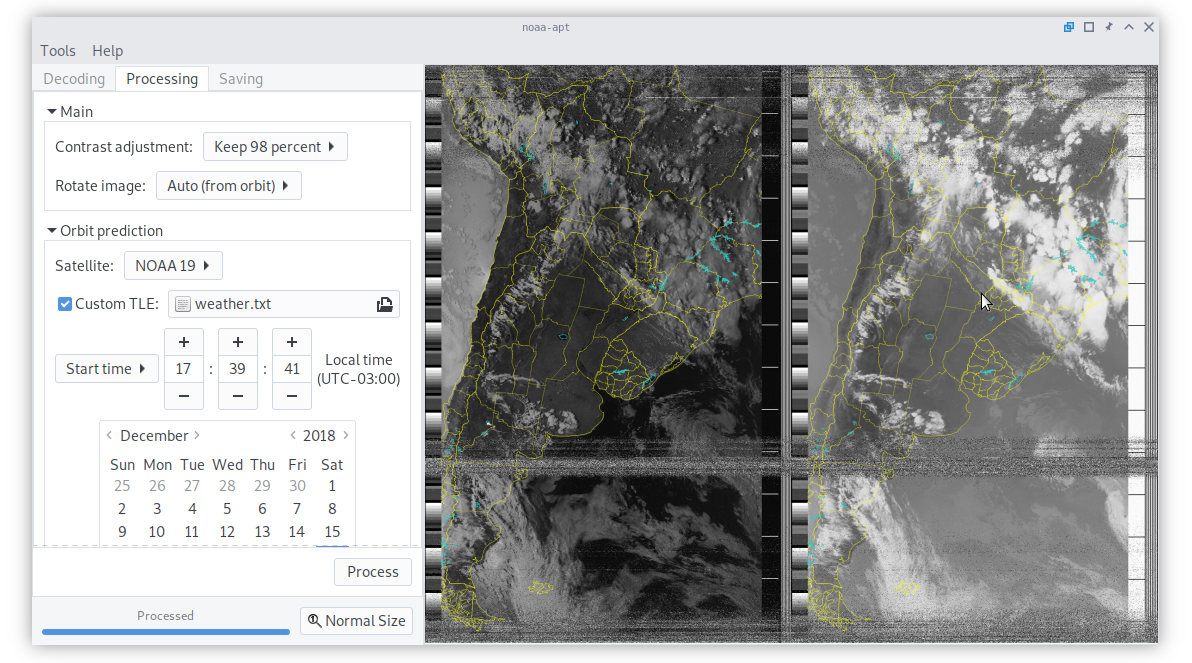 noaa-apt
Tools Help
Decoding Processing Saving
Main
Contrast adjustment: Keep 98 percent
Rotate image: Auto (from orbit)
Orbit prediction
Satellite: NOAA 19
Custom TLE: weather.txt
+ + +
Start time 17 : 39 : 41 Local time
(UTC-03:00)
− − −
December 2018
Sun Mon Tue Wed Thu Fri Sat
25 26 27 28 29 30 1
2 3 4 5 6 7 8
9 10 11 12 13 14 15
Process
Processed
Normal Size